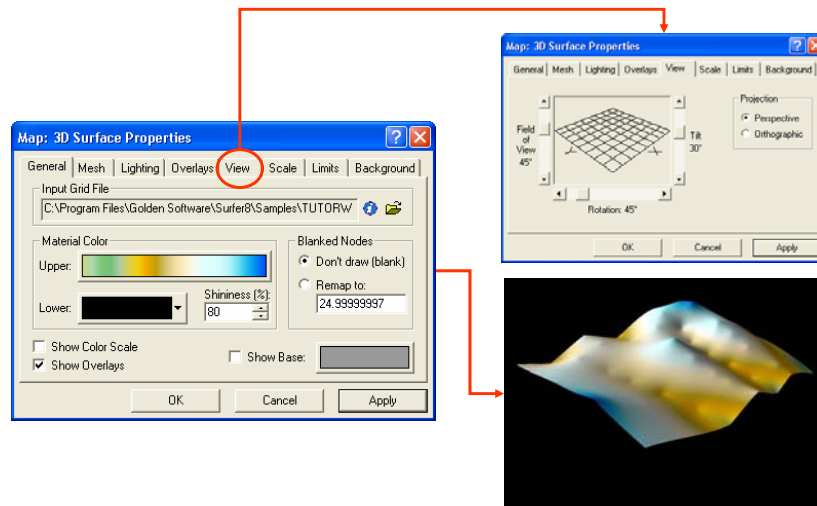 Map: 3D Surface Properties
General Mesh Lighting Overlays View Scale Limits Background
Projection
Perspective
Orthographic
Field
of
View
45°
Tilt
30°
Rotation: 45°
OK Cancel Apply
Map: 3D Surface Properties
General Mesh Lighting Overlays View Scale Limits Background
Input Grid File
C:\Program Files\Golden Software\Surfer8\Samples\TUTORW
Material Color
Upper:
Lower:
Shininess (%):
80
Blanked Nodes
Don't draw (blank)
Remap to:
24.99999997
Show Color Scale
Show Overlays
Show Base:
OK Cancel Apply